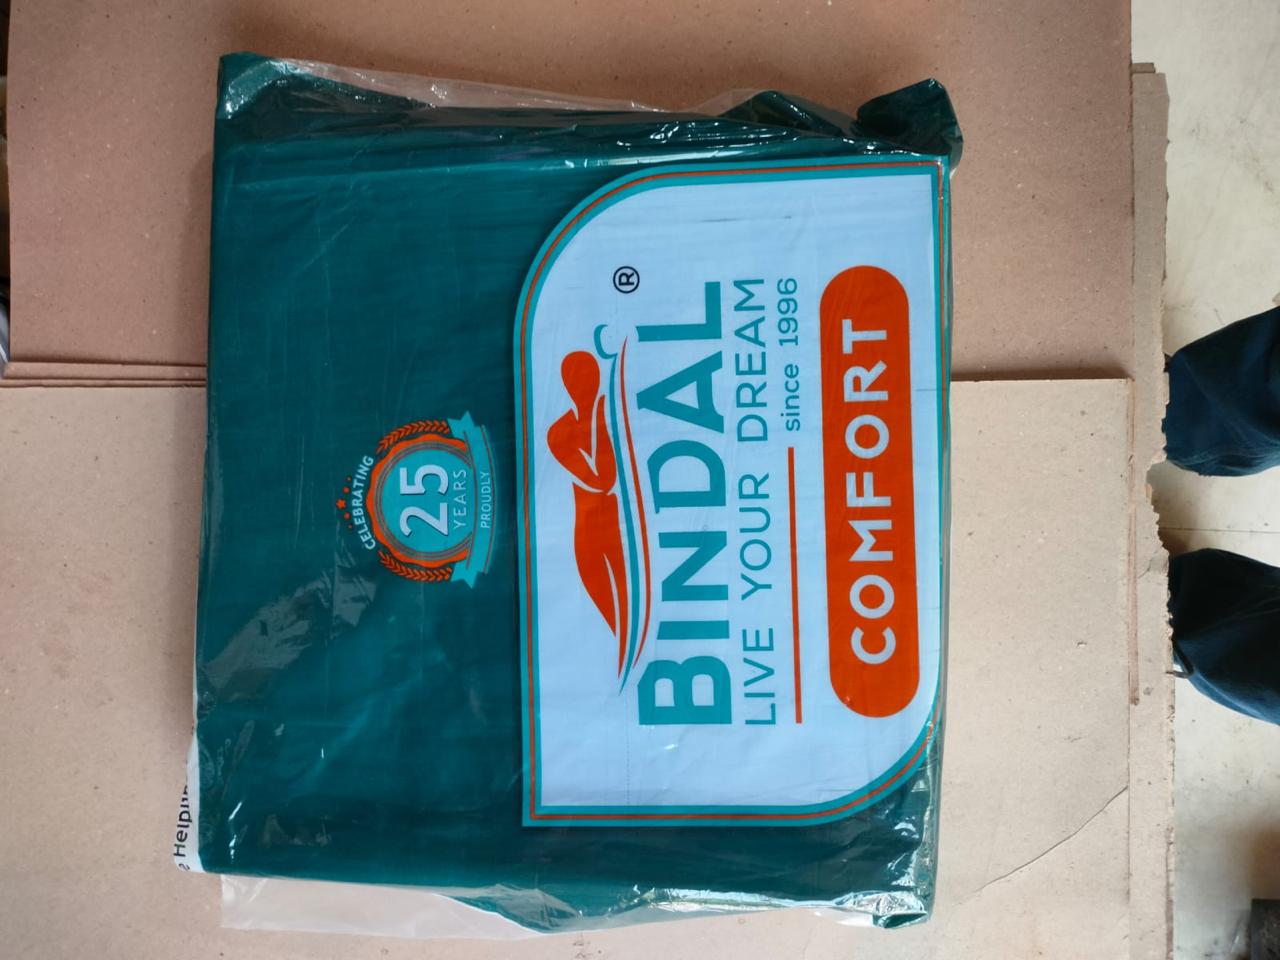 CELEBRATING
25
YEARS
PROUDLY
®
BINDAL
LIVE YOUR DREAM
since 1996
COMFORT